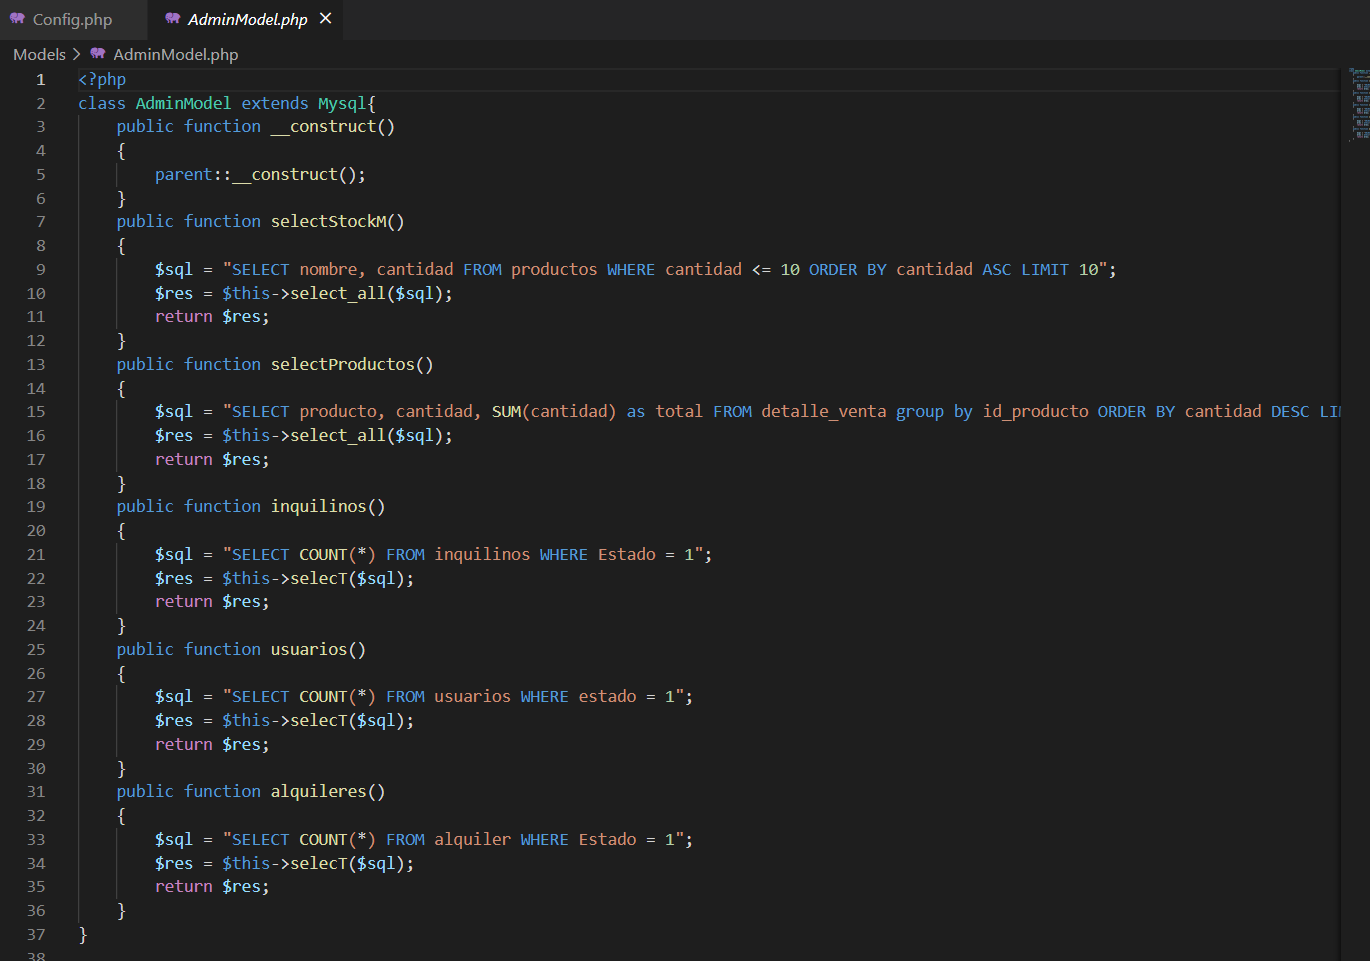 Config.php AdminModel.php
Models > AdminModel.php
1 <?php
2 class AdminModel extends Mysql{
3     public function __construct()
4     {
5         parent::__construct();
6     }
7     public function selectStockM()
8     {
9         $sql = "SELECT nombre, cantidad FROM productos WHERE cantidad <= 10 ORDER BY cantidad ASC LIMIT 10";
10         $res = $this->select_all($sql);
11         return $res;
12     }
13     public function selectProductos()
14     {
15         $sql = "SELECT producto, cantidad, SUM(cantidad) as total FROM detalle_venta group by id_producto ORDER BY cantidad DESC LI
16         $res = $this->select_all($sql);
17         return $res;
18     }
19     public function inquilinos()
20     {
21         $sql = "SELECT COUNT(*) FROM inquilinos WHERE Estado = 1";
22         $res = $this->selecT($sql);
23         return $res;
24     }
25     public function usuarios()
26     {
27         $sql = "SELECT COUNT(*) FROM usuarios WHERE estado = 1";
28         $res = $this->selecT($sql);
29         return $res;
30     }
31     public function alquileres()
32     {
33         $sql = "SELECT COUNT(*) FROM alquiler WHERE Estado = 1";
34         $res = $this->selecT($sql);
35         return $res;
36     }
37 }
38